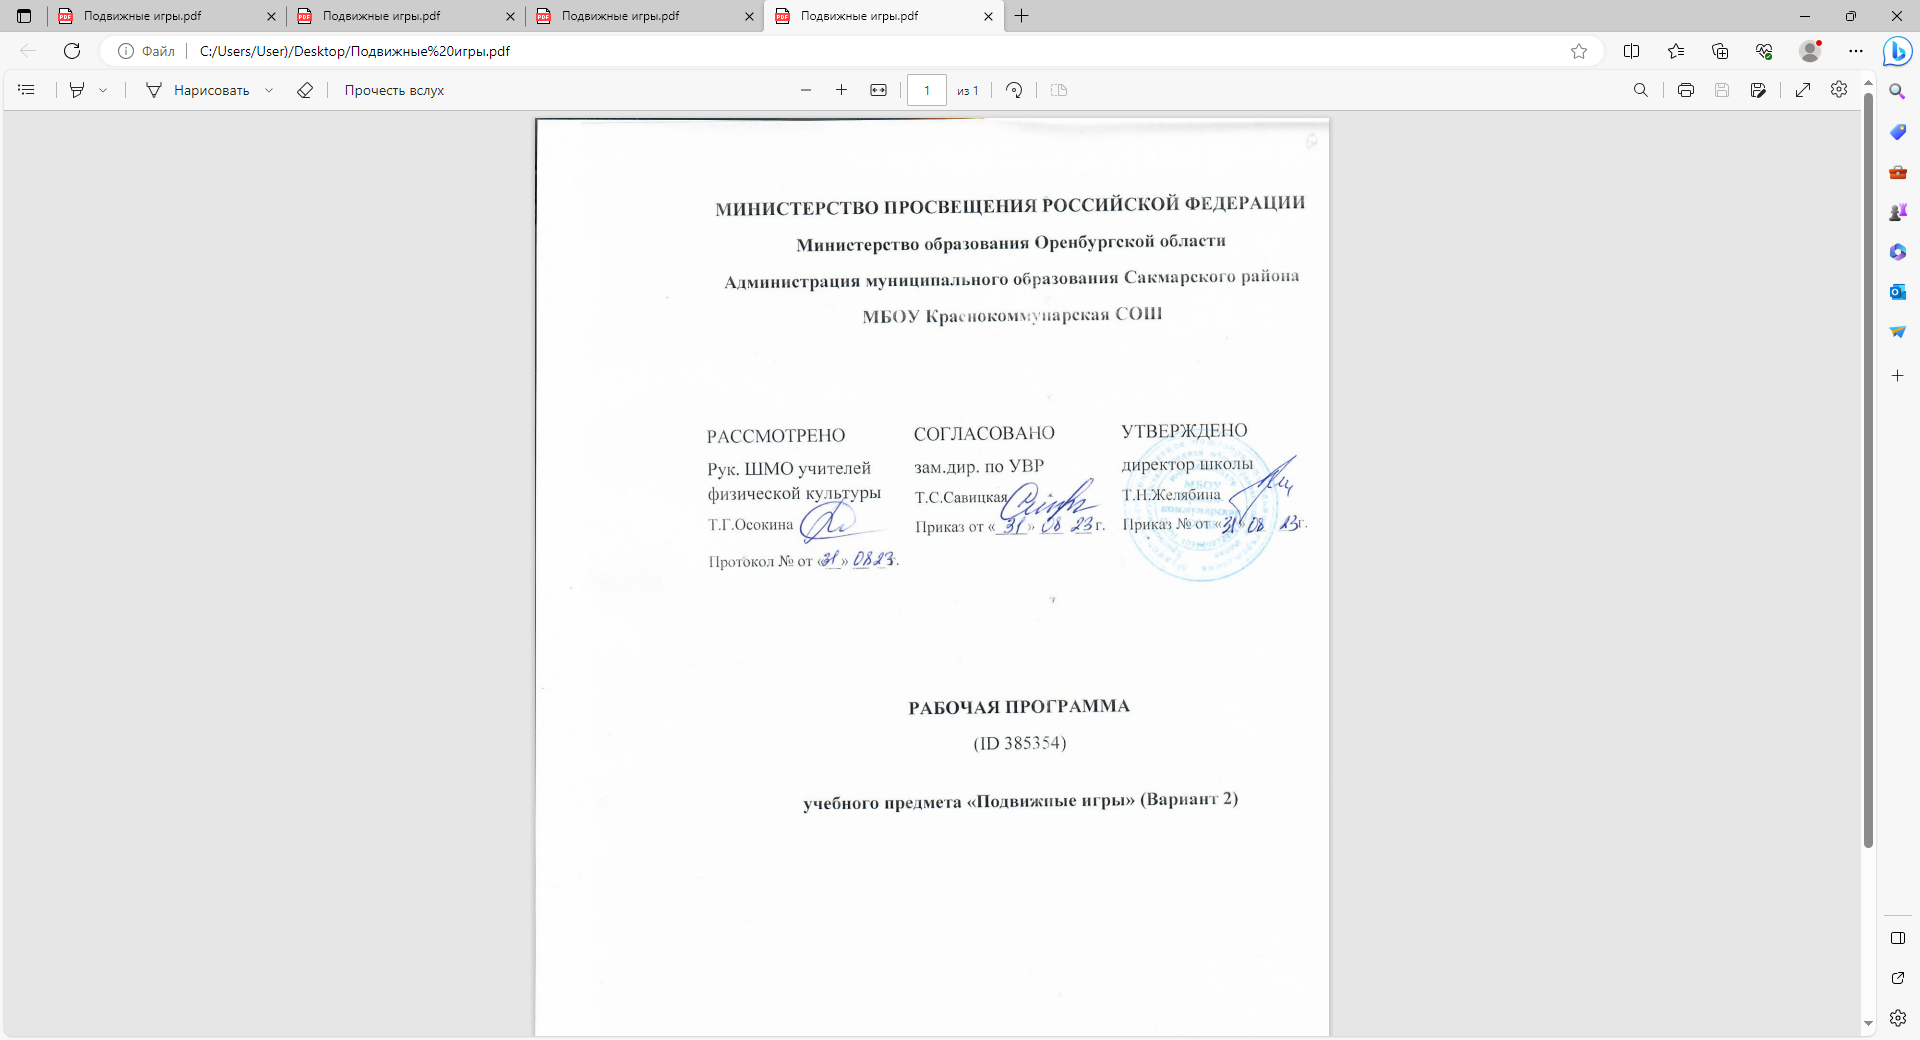 Подвижные игры.pdf
Подвижные игры.pdf
Подвижные игры.pdf
Подвижные игры.pdf
Файл
C:/Users/User)/Desktop/Подвижные%20игры.pdf
Нарисовать
Прочесть вслух
1
из 1
МИНИСТЕРСТВО ПРОСВЕЩЕНИЯ РОССИЙСКОЙ ФЕДЕРАЦИИ
Министерство образования Оренбургской области
Администрация муниципального образования Сакмарского района
МБОУ Краснокоммунарская СОШ
РАССМОТРЕНО
Рук. ШМО учителей
физической культуры
Т.Г.Осокина
Протокол № от «31» 08 23г.
СОГЛАСОВАНО
зам.дир. по УВР
Т.С.Савицкая
Приказ от «31» 08 23г.
УТВЕРЖДЕНО
директор школы
Т.Н.Желябина
Приказ № от «31» 08 23г.
МБОУ
РАБОЧАЯ ПРОГРАММА
(ID 385354)
учебного предмета «Подвижные игры» (Вариант 2)